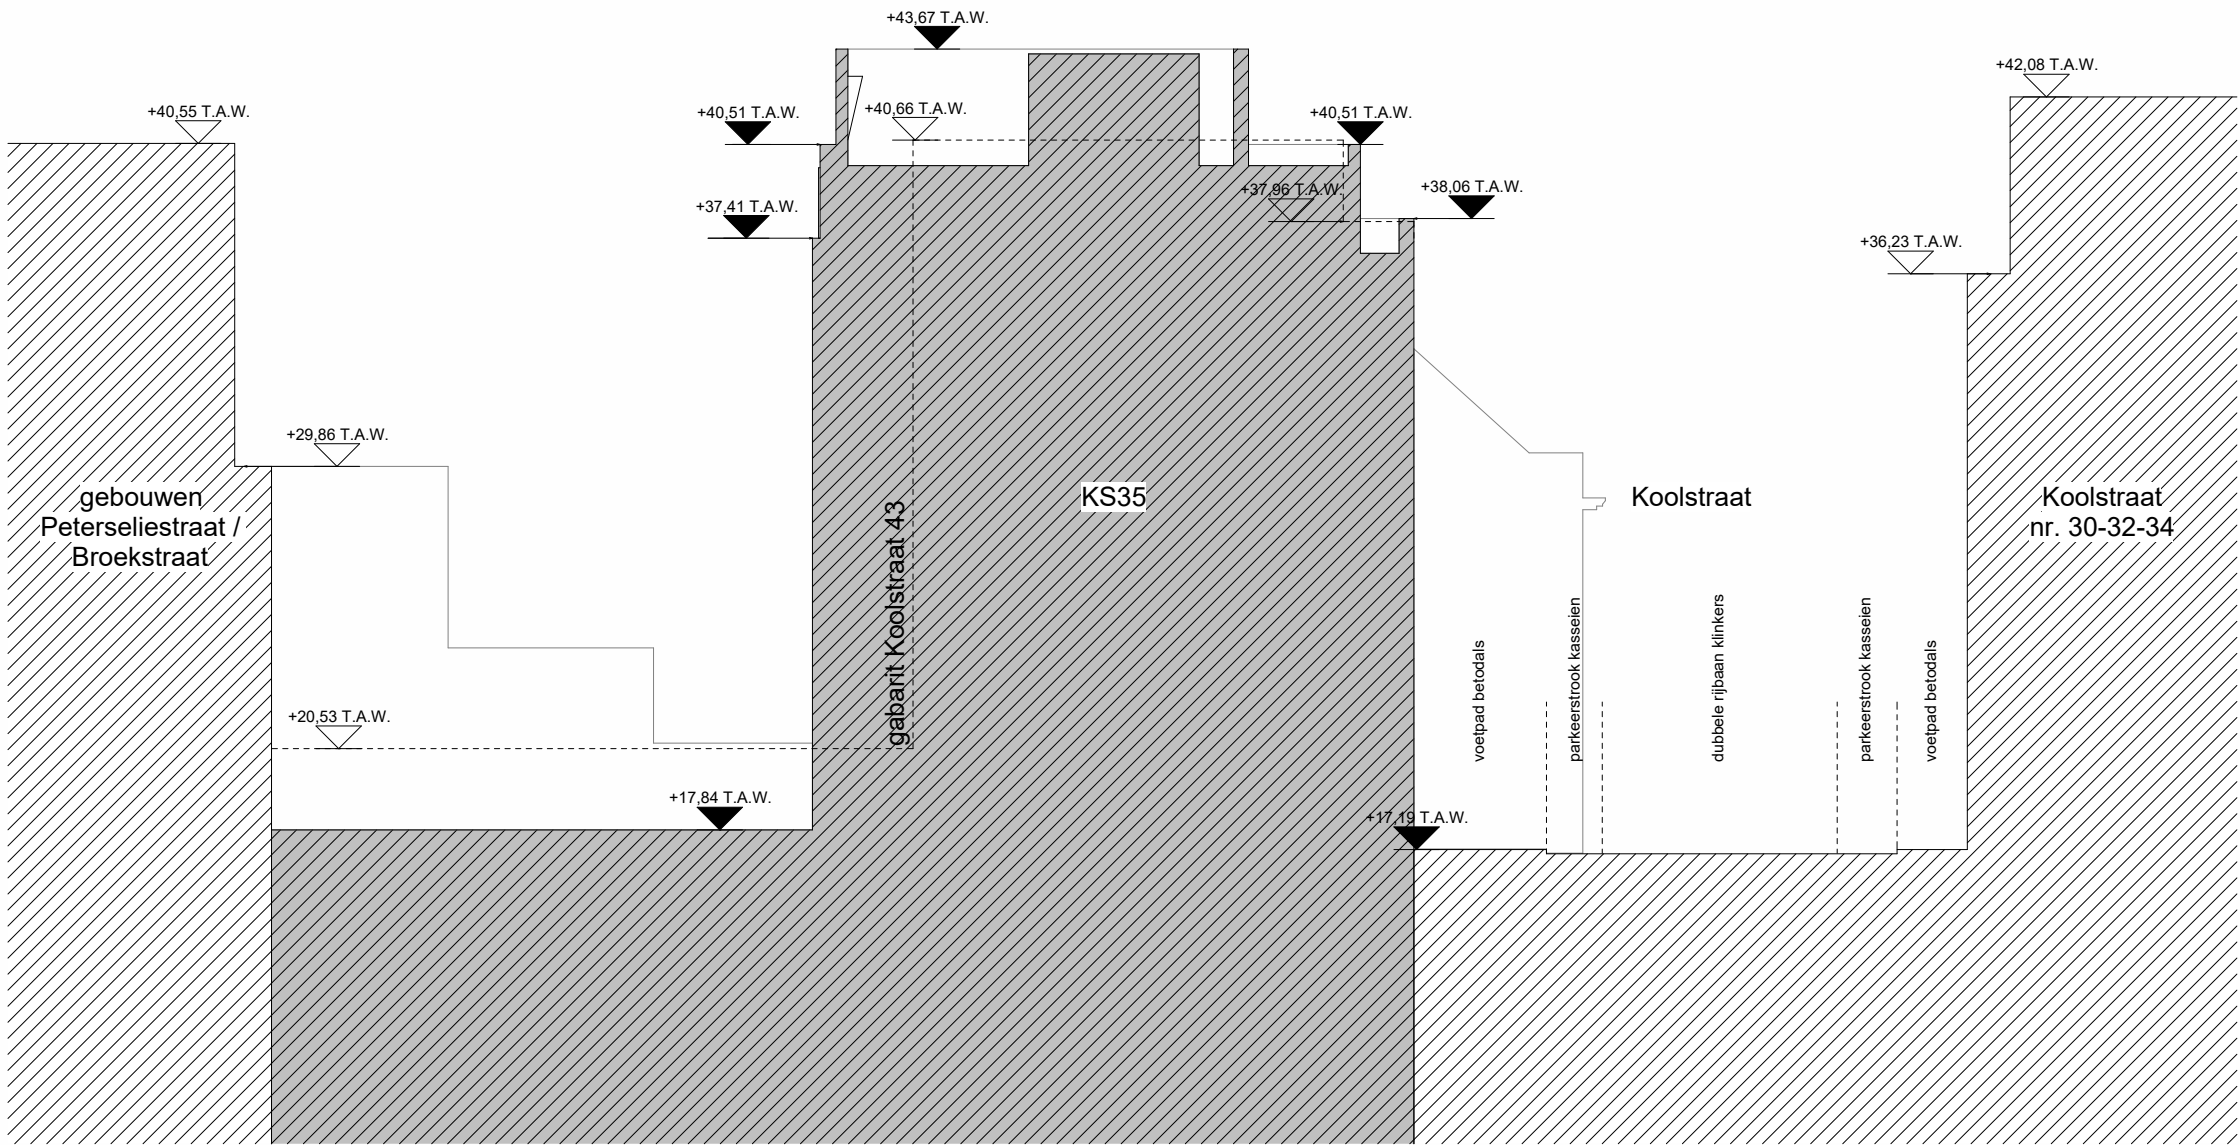 +43,67 T.A.W.
+42,08 T.A.W.
+40,55 T.A.W.
+40,51 T.A.W.
+40,66 T.A.W.
+40,51 T.A.W.
+37,96 T.A.W.
+38,06 T.A.W.
+37,41 T.A.W.
+36,23 T.A.W.
+29,86 T.A.W.
gebouwen
Peterseliestraat /
Broekstraat
KS35
Koolstraat
Koolstraat
nr. 30-32-34
gabarit Koolstraat 43
voetpad betodals
parkeerstrook kasseien
dubbele rijbaan klinkers
parkeerstrook kasseien
voetpad betodals
+20,53 T.A.W.
+17,84 T.A.W.
+17,19 T.A.W.